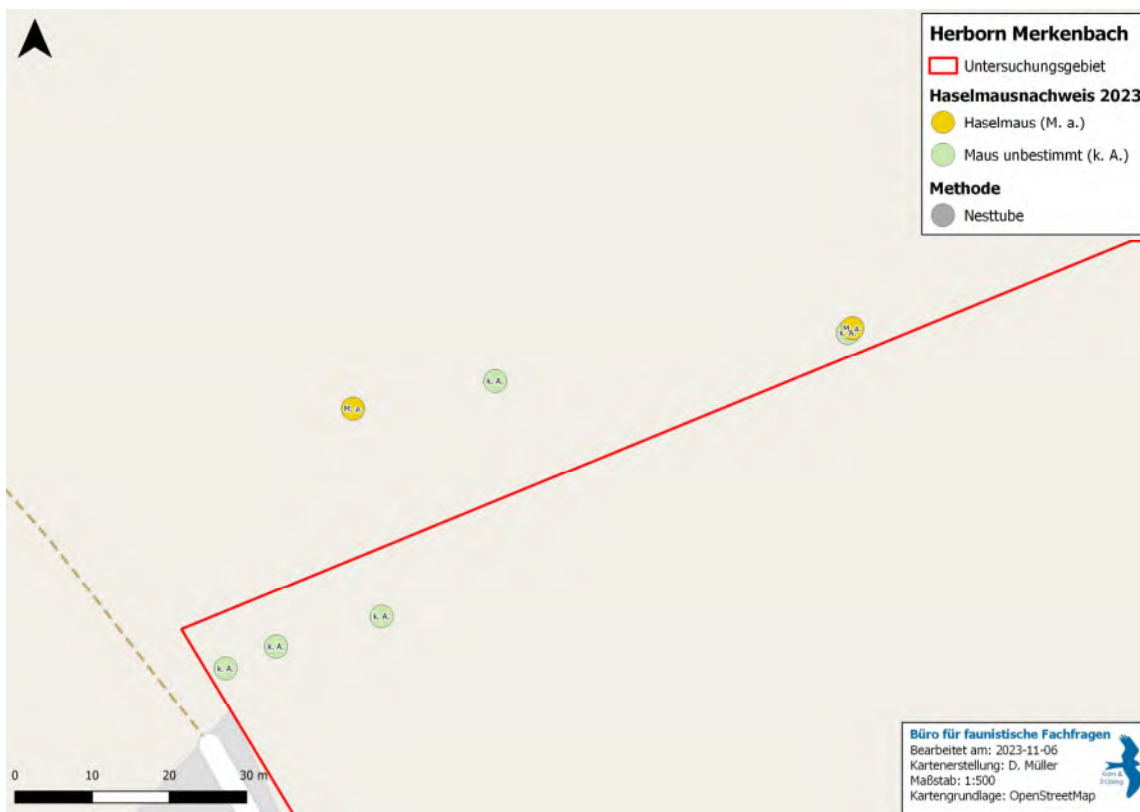 Herborn Merkenbach
Untersuchungsgebiet
Haselmausnachweis 2023
Haselmaus (M. a.)
Maus unbestimmt (k. A.)
Methode
Nesttube
M. a.
k. A.
k. A.
M. a.
k. A.
k. A.
k. A.
0 10 20 30 m
Büro für faunistische Fachfragen
Bearbeitet am: 2023-11-06
Kartenerstellung: D. Müller
Maßstab: 1:500
Kartengrundlage: OpenStreetMap